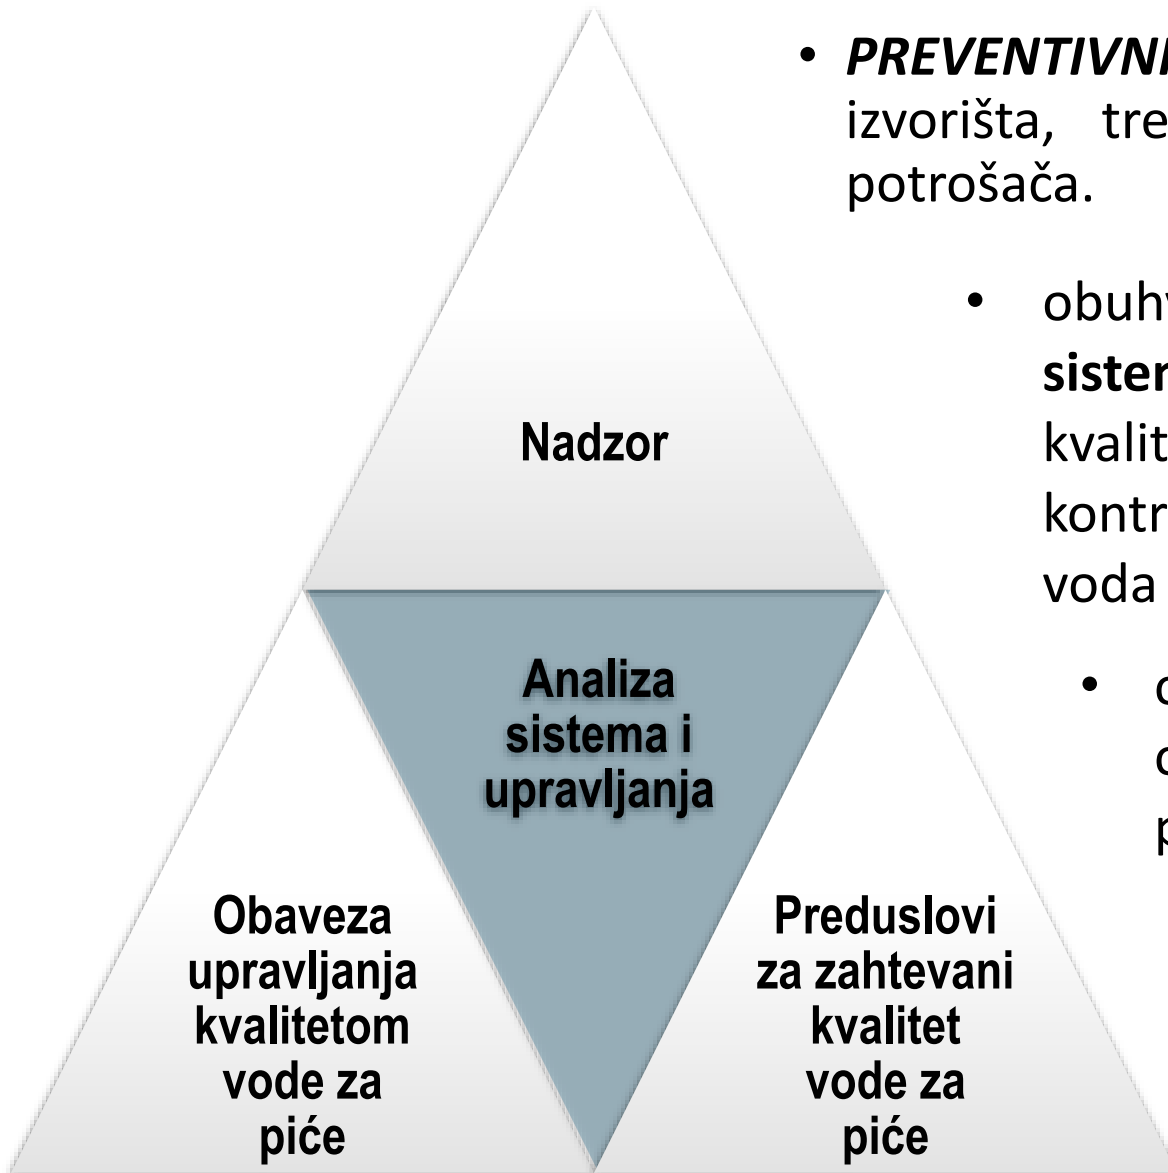 • PREVENTIVNI
izvorišta, tre
potrošača.
• obuhv
sister
kvalit
kontr
voda
•
Nadzor
Analiza
sistema i
upravljanja
Obaveza
upravljanja
kvalitetom
vode za
piće
Preduslovi
za zahtevani
kvalitet
vode za
piće